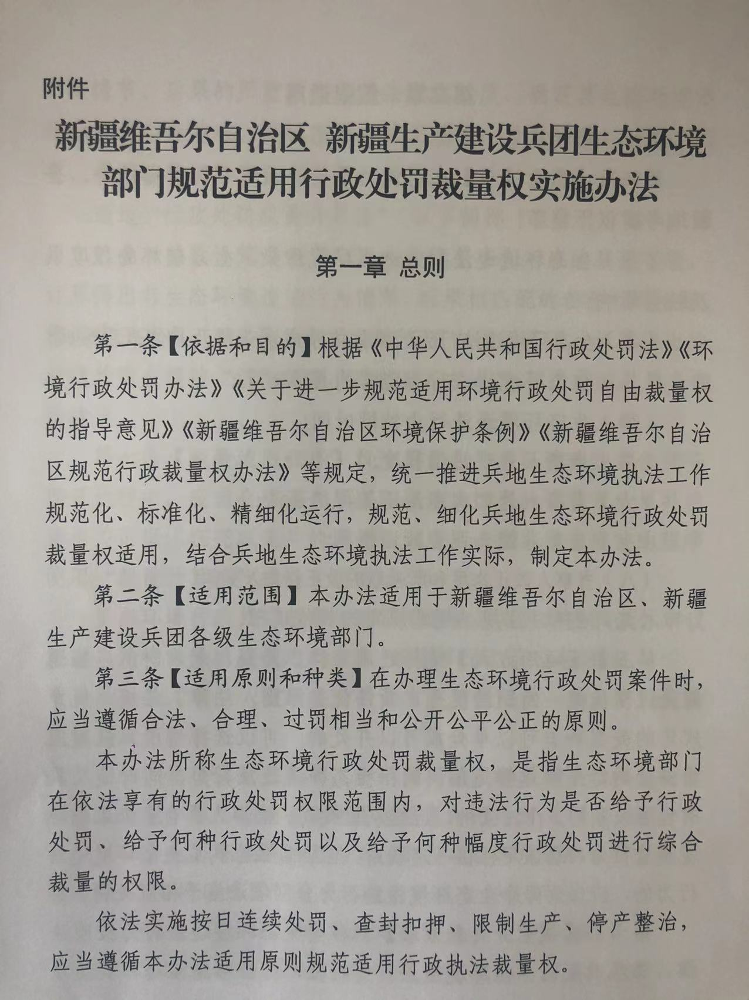 附件
新疆维吾尔自治区 新疆生产建设兵团生态环境
部门规范适用行政处罚裁量权实施办法
第一章 总则
第一条【依据和目的】根据《中华人民共和国行政处罚法》《环
境行政处罚办法》《关于进一步规范适用环境行政处罚自由裁量权
的指导意见》《新疆维吾尔自治区环境保护条例》《新疆维吾尔自治
区规范行政裁量权办法》等规定，统一推进兵地生态环境执法工作
规范化、标准化、精细化运行，规范、细化兵地生态环境行政处罚
裁量权适用，结合兵地生态环境执法工作实际，制定本办法。
第二条【适用范围】本办法适用于新疆维吾尔自治区、新疆
生产建设兵团各级生态环境部门。
第三条【适用原则和种类】在办理生态环境行政处罚案件时，
应当遵循合法、合理、过罚相当和公开公平公正的原则。
本办法所称生态环境行政处罚裁量权，是指生态环境部门
在依法享有的行政处罚权限范围内，对违法行为是否给予行政
处罚、给予何种行政处罚以及给予何种幅度行政处罚进行综合
裁量的权限。
依法实施按日连续处罚、查封扣押、限制生产、停产整治，
应当遵循本办法适用原则规范适用行政执法裁量权。